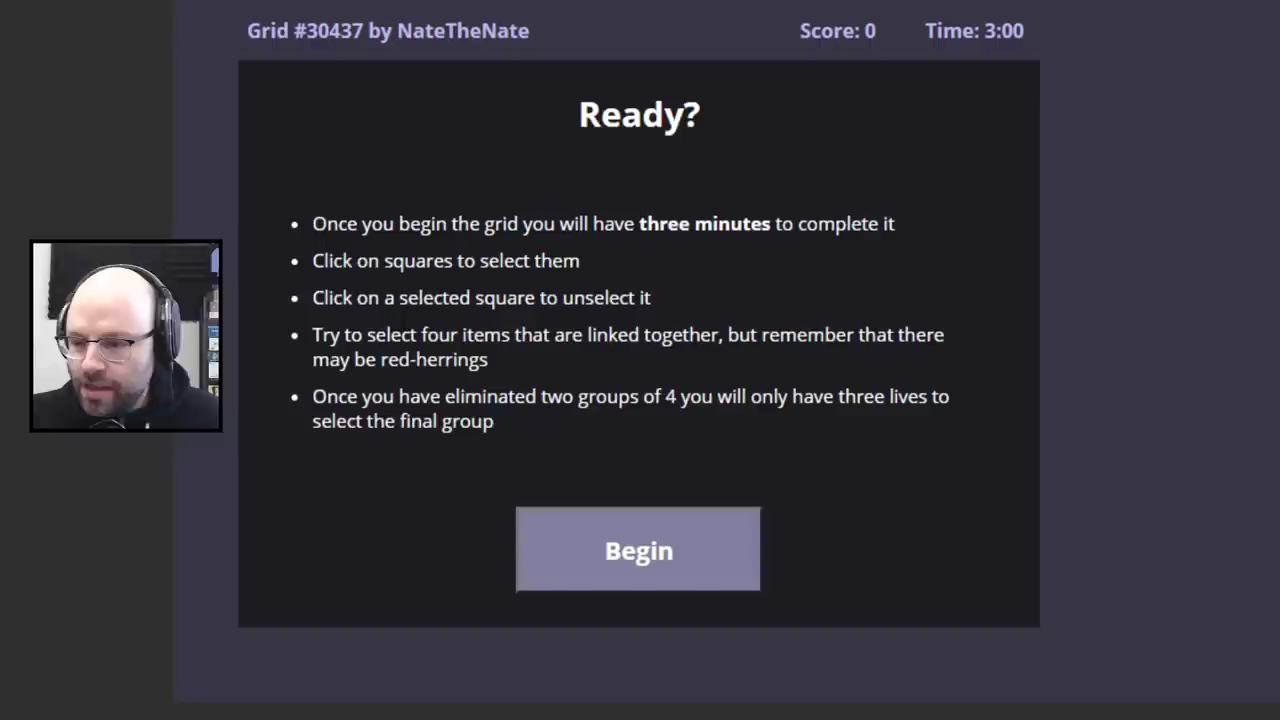 Grid #30437 by NateTheNate Score: 0 Time: 3:00
Ready?
• Once you begin the grid you will have three minutes to complete it
• Click on squares to select them
• Click on a selected square to unselect it
• Try to select four items that are linked together, but remember that there
may be red-herrings
• Once you have eliminated two groups of 4 you will only have three lives to
select the final group
Begin